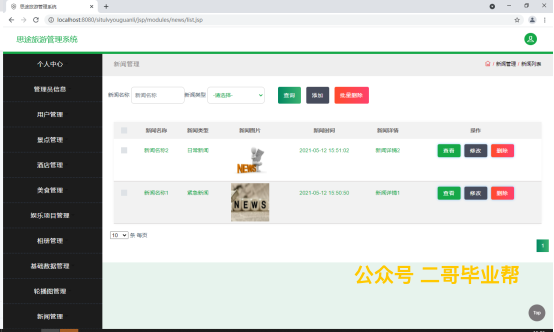 思途旅游管理系统
localhost:8080/situlvyouguanli/jsp/modules/news/list.jsp
思途旅游管理系统
个人中心
新闻管理
/ 新闻管理 / 新闻列表
管理员信息
新闻名称 新闻名称 新闻类型 -请选择- 查询 添加 批量删除
用户管理
新闻名称 新闻类型 新闻图片 新闻时间 新闻详情 操作
景点管理
新闻名称2 日常新闻 NEWS 2021-05-12 15:51:02 新闻详细2 查看 修改 删除
酒店管理
美食管理
新闻名称1 紧急新闻 NEWS 2021-05-12 15:50:50 新闻详细1 查看 修改 删除
娱乐项目管理
10 条 每页
相册管理
1
基础数据管理
公众号 二哥毕业帮
轮播图管理
新闻管理
Top